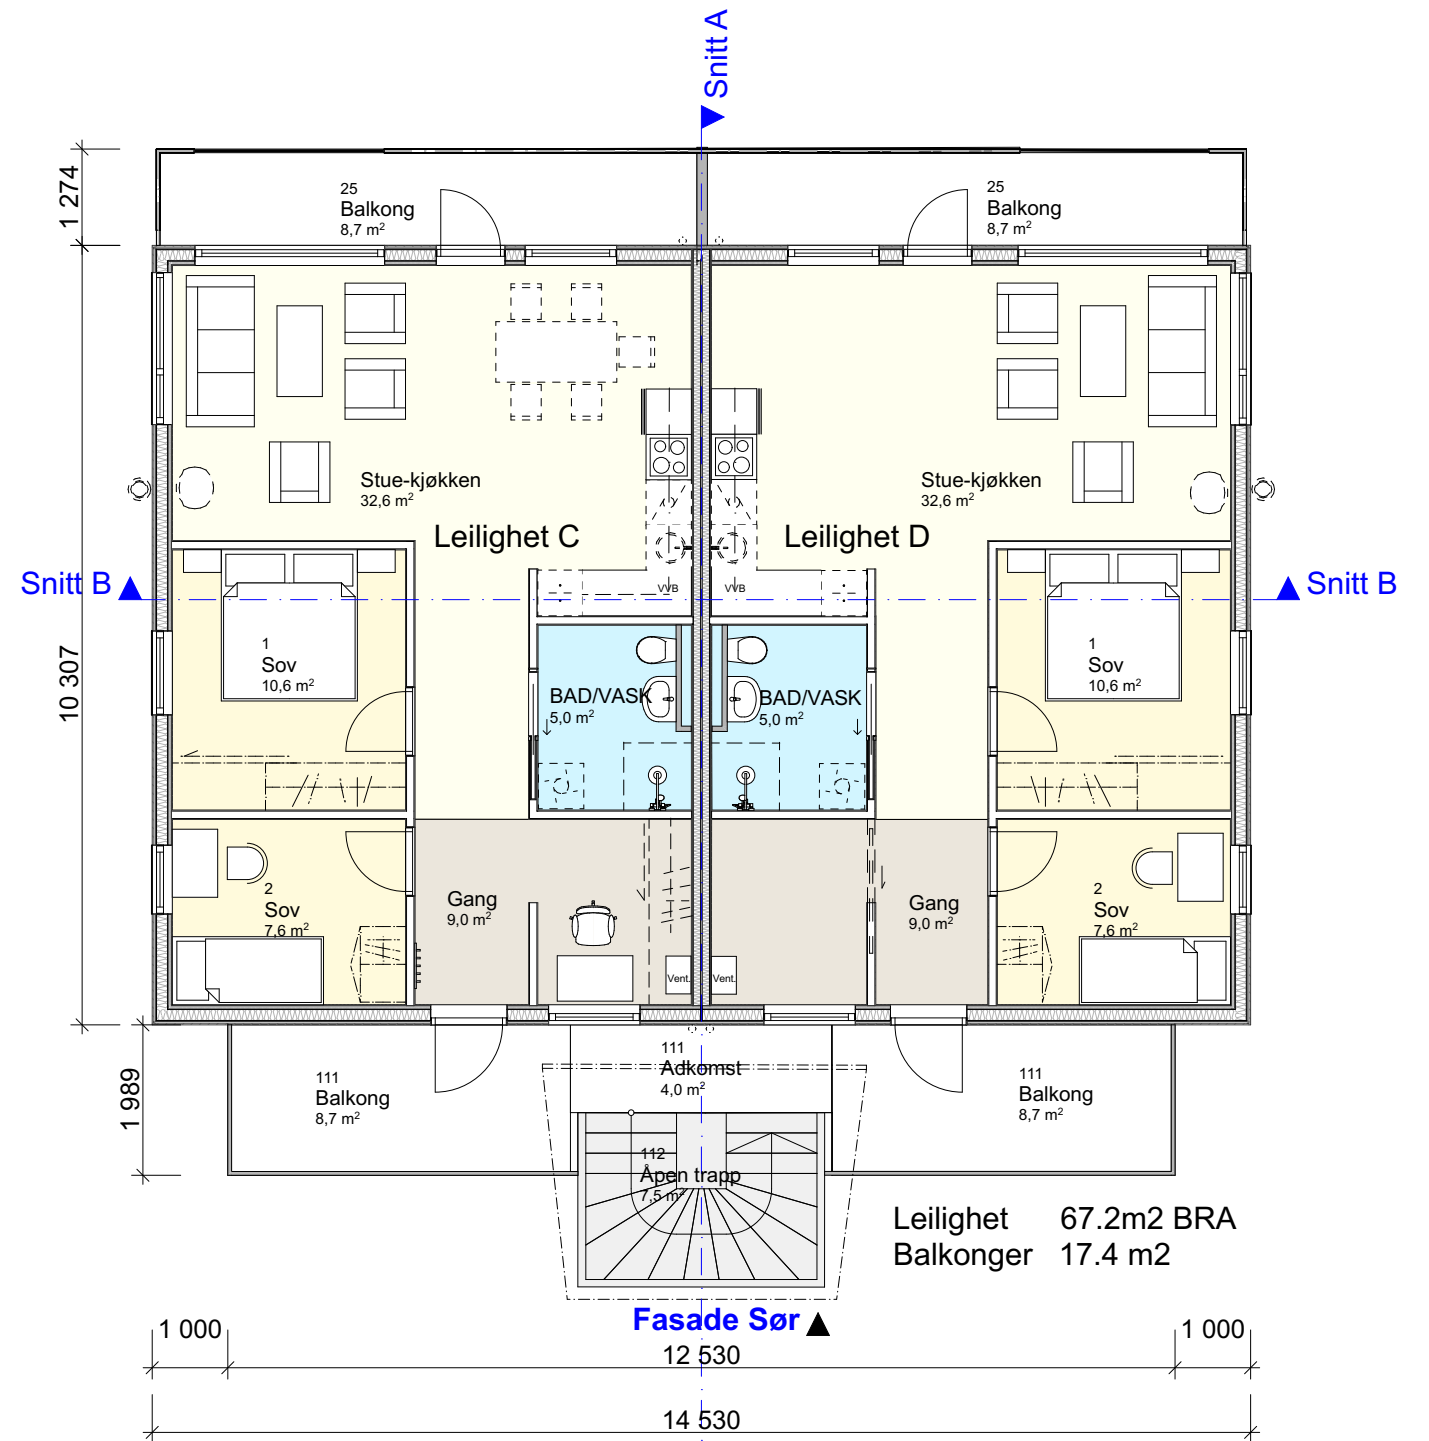 Snitt A
1 274
25
Balkong
8,7 m²
25
Balkong
8,7 m²
Stue-kjøkken
32,6 m²
Stue-kjøkken
32,6 m²
Leilighet C
Leilighet D
Snitt B
Snitt B
VVB
VVB
10 307
1
Sov
10,6 m²
BAD/VASK
5,0 m²
BAD/VASK
5,0 m²
1
Sov
10,6 m²
2
Sov
7,6 m²
Gang
9,0 m²
Gang
9,0 m²
2
Sov
7,6 m²
Vent.
Vent.
1 989
111
Balkong
8,7 m²
111
Adkomst
4,0 m²
111
Balkong
8,7 m²
112
Åpen trapp
7,5 m²
Leilighet 67.2m2 BRA
Balkonger 17.4 m2
Fasade Sør
1 000
12 530
1 000
14 530